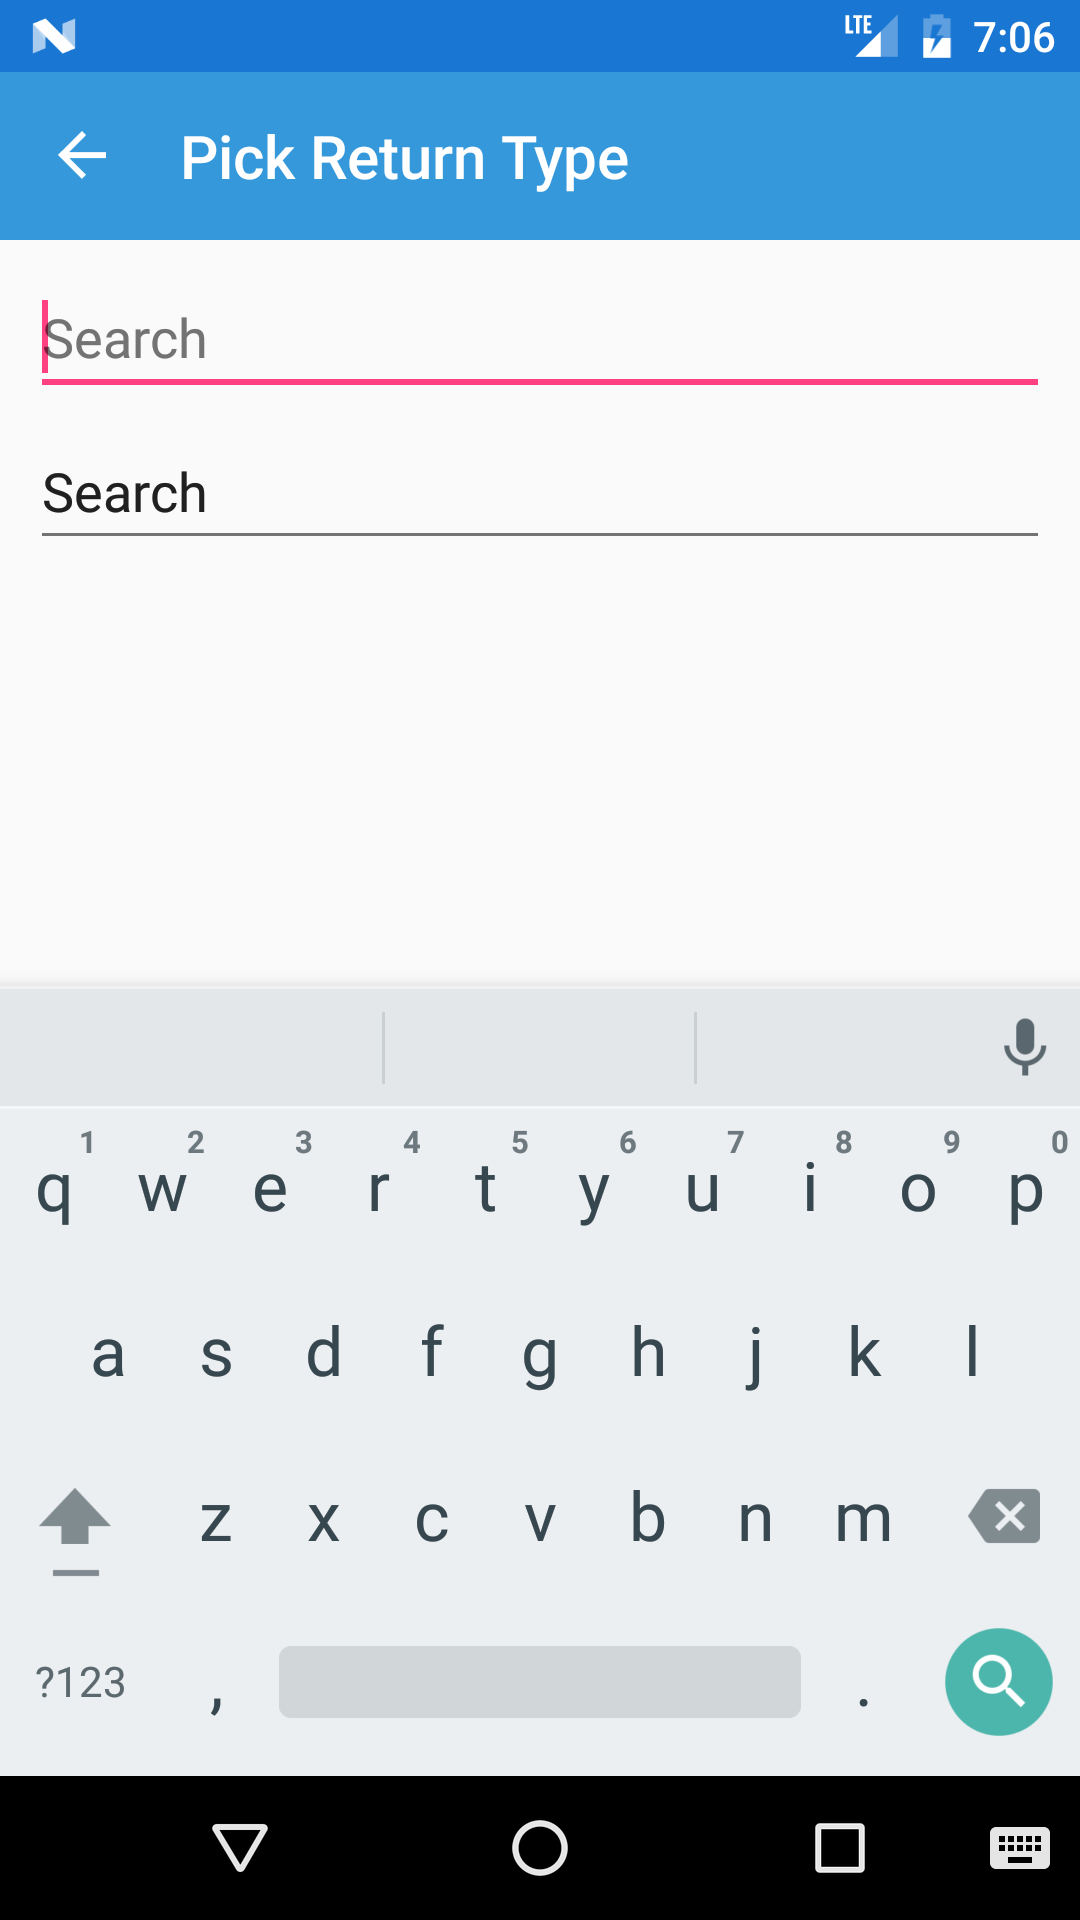 LTE 7:06
Pick Return Type
Search
Search
1 2 3 4 5 6 7 8 9 0
q w e r t y u i o p
a s d f g h j k l
z x c v b n m
?123 , .